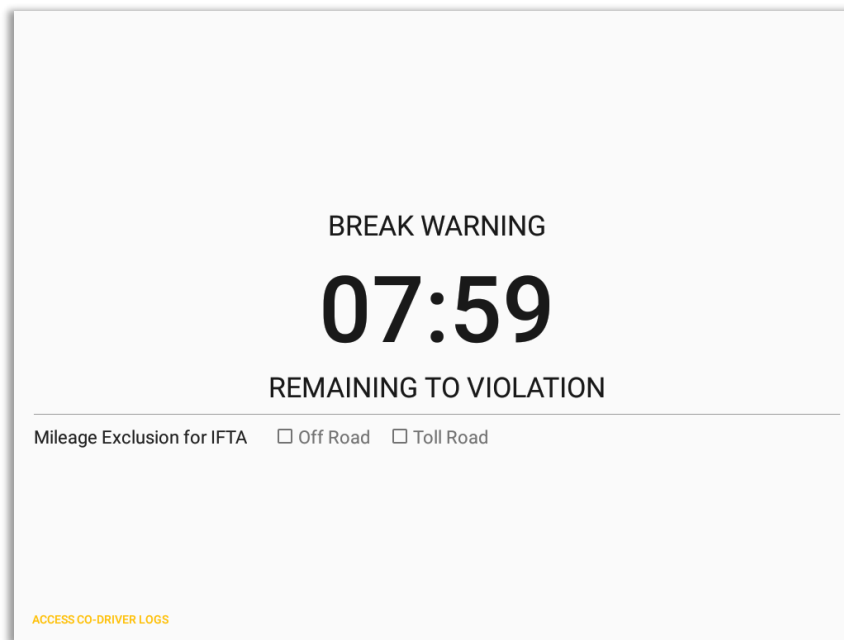 BREAK WARNING
07:59
REMAINING TO VIOLATION
Mileage Exclusion for IFTA Off Road Toll Road
ACCESS CO-DRIVER LOGS